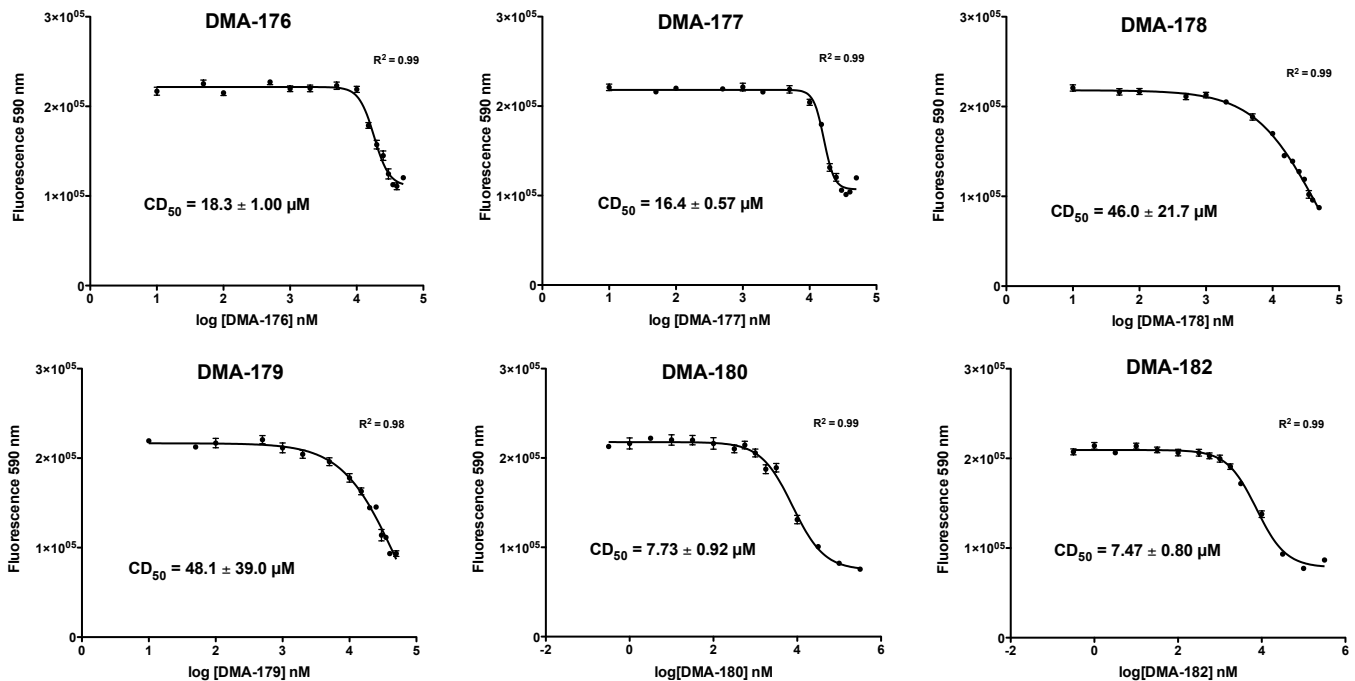 DMA-176
R² = 0.99
Fluorescence 590 nm
3×10⁰⁵
2×10⁰⁵
1×10⁰⁵
0
CD₅₀ = 18.3 ± 1.00 µM
0 1 2 3 4 5
log [DMA-176] nM
DMA-177
R² = 0.99
Fluorescence 590 nm
3×10⁰⁵
2×10⁰⁵
1×10⁰⁵
0
CD₅₀ = 16.4 ± 0.57 µM
0 1 2 3 4 5
log [DMA-177] nM
DMA-178
R² = 0.99
Fluorescence 590 nm
3×10⁰⁵
2×10⁰⁵
1×10⁰⁵
0
CD₅₀ = 46.0 ± 21.7 µM
0 1 2 3 4 5
log [DMA-178] nM
DMA-179
R² = 0.98
Fluorescence 590 nm
3×10⁰⁵
2×10⁰⁵
1×10⁰⁵
0
CD₅₀ = 48.1 ± 39.0 µM
0 1 2 3 4 5
log [DMA-179] nM
DMA-180
R² = 0.99
Fluorescence 590 nm
3×10⁰⁵
2×10⁰⁵
1×10⁰⁵
0
CD₅₀ = 7.73 ± 0.92 µM
-2 0 2 4 6
log[DMA-180] nM
DMA-182
R² = 0.99
Fluorescence 590 nm
3×10⁰⁵
2×10⁰⁵
1×10⁰⁵
0
CD₅₀ = 7.47 ± 0.80 µM
-2 0 2 4 6
log[DMA-182] nM